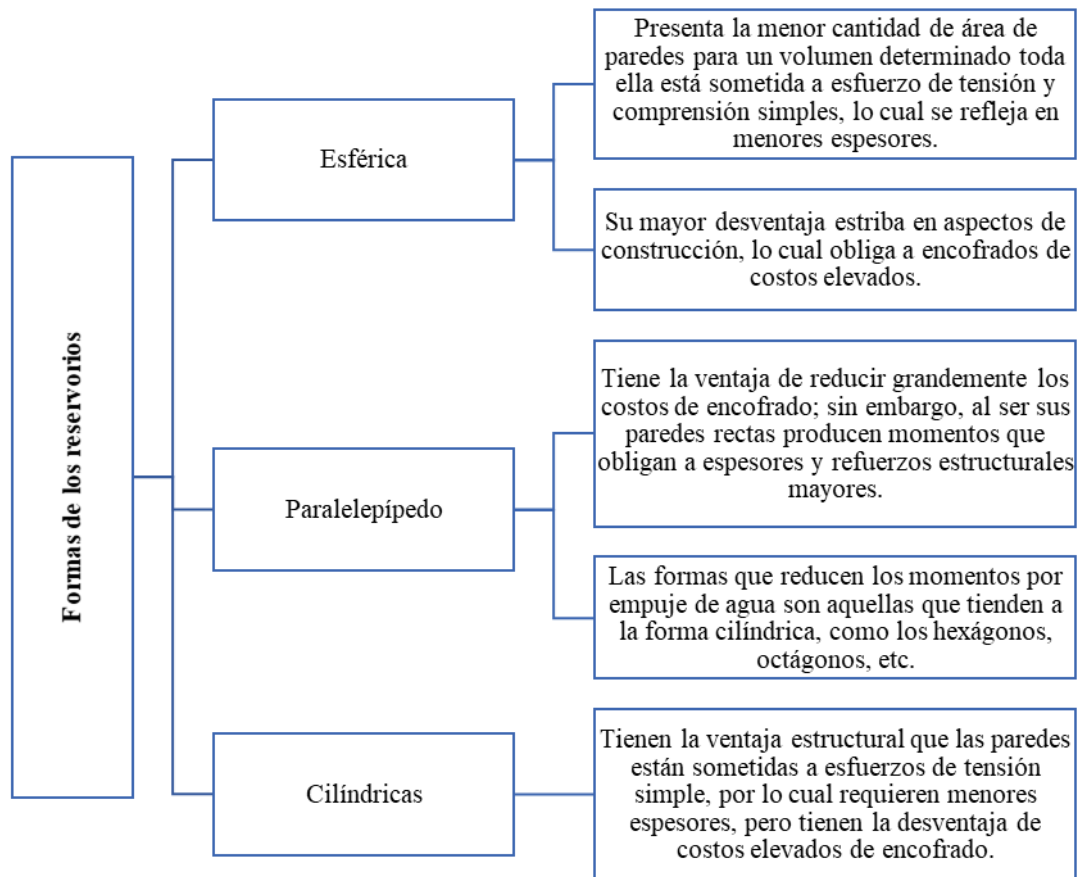 Formas de los reservorios
Esférica
Presenta la menor cantidad de área de
paredes para un volumen determinado toda
ella está sometida a esfuerzo de tensión y
comprensión simples, lo cual se refleja en
menores espesores.
Su mayor desventaja estriba en aspectos de
construcción, lo cual obliga a encofrados de
costos elevados.
Paralelepípedo
Tiene la ventaja de reducir grandemente los
costos de encofrado; sin embargo, al ser sus
paredes rectas producen momentos que
obligan a espesores y refuerzos estructurales
mayores.
Las formas que reducen los momentos por
empuje de agua son aquellas que tienden a
la forma cilíndrica, como los hexágonos,
octágonos, etc.
Cilíndricas
Tienen la ventaja estructural que las paredes
están sometidas a esfuerzos de tensión
simple, por lo cual requieren menores
espesores, pero tienen la desventaja de
costos elevados de encofrado.